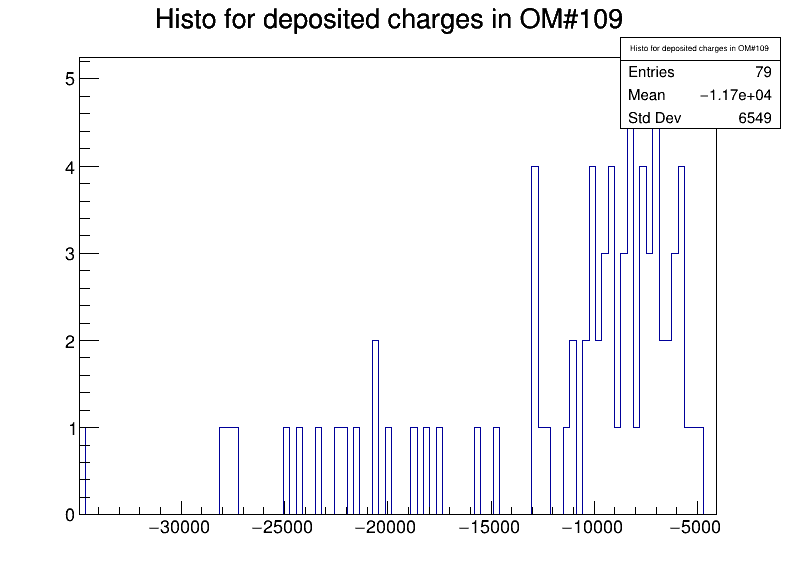 Histo for deposited charges in OM#109
Histo for deposited charges in OM#109
Entries 79
Mean −1.17e+04
Std Dev 6549
5
4
3
2
1
0
−30000 −25000 −20000 −15000 −10000 −5000